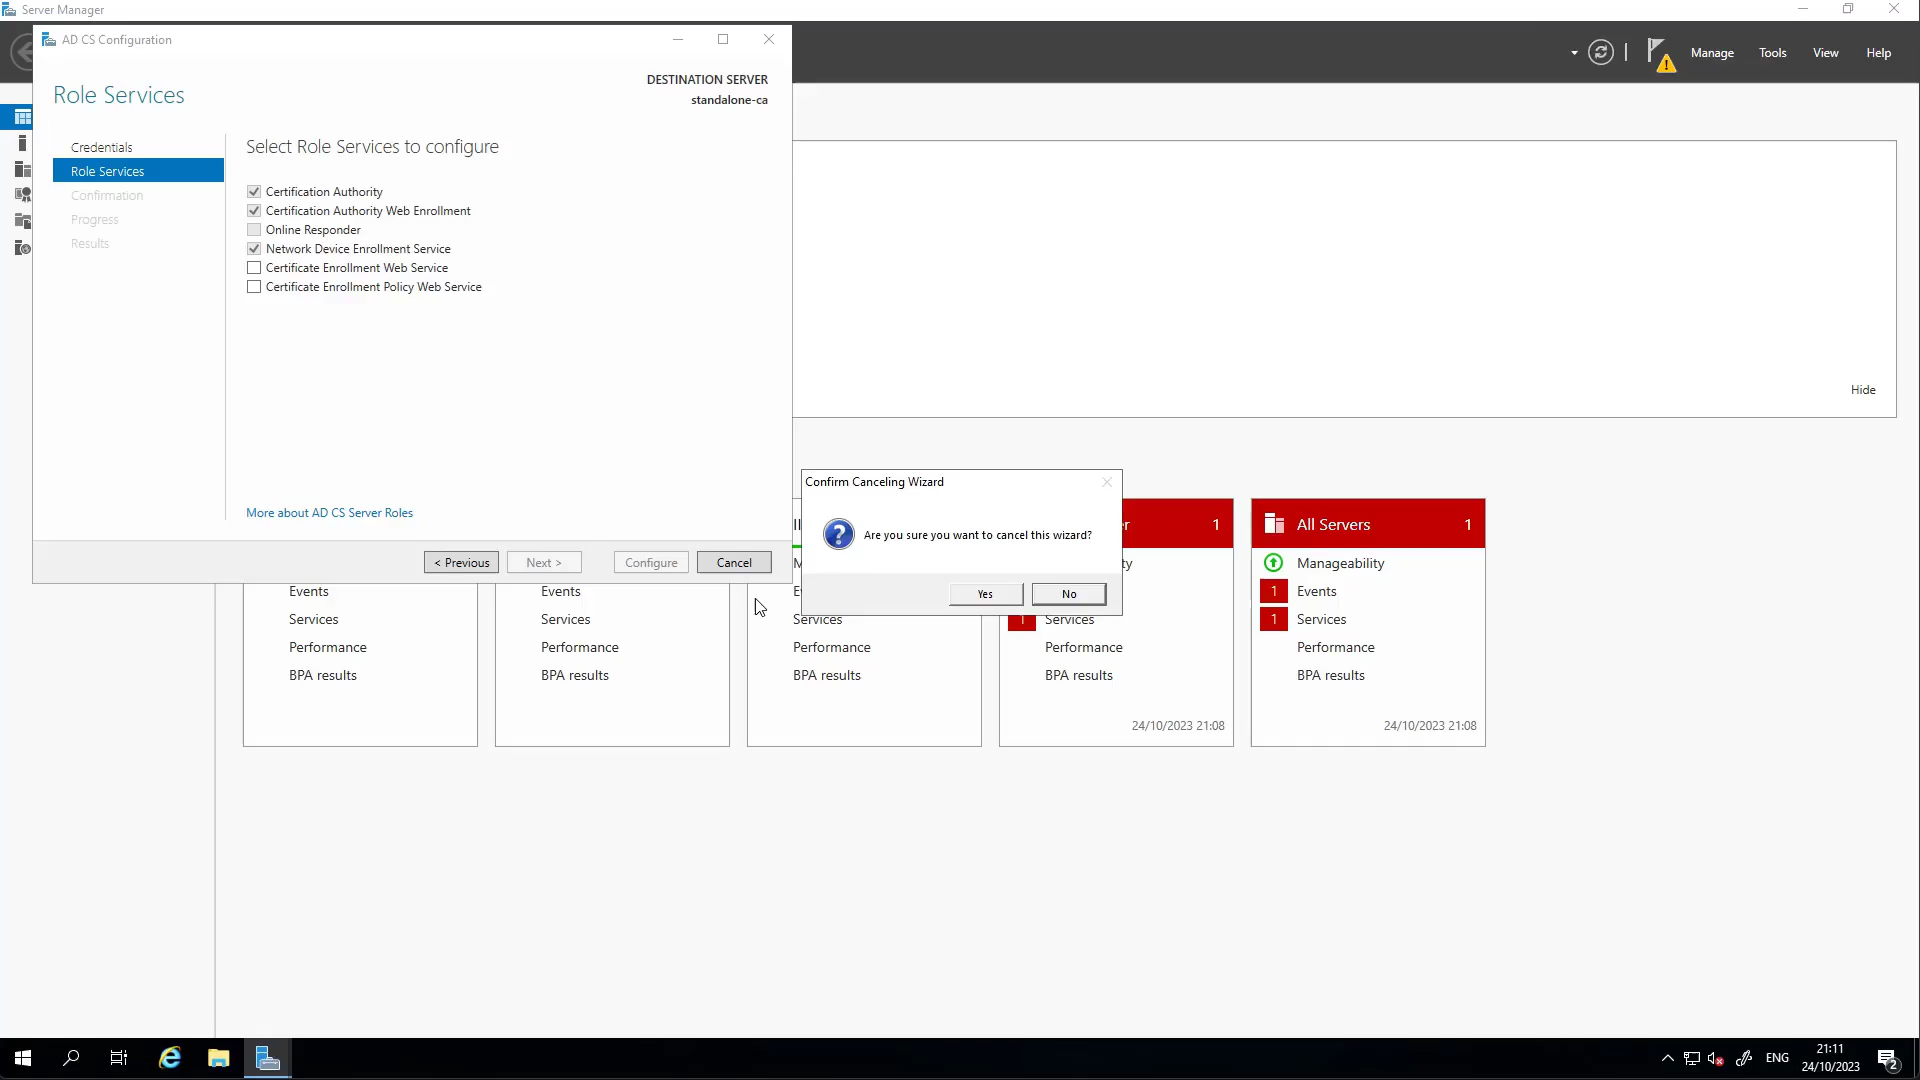 Server Manager
AD CS Configuration
Manage
Tools
View
Help
Role Services
DESTINATION SERVER
standalone-ca
Credentials
Role Services
Confirmation
Progress
Results
Select Role Services to configure
Certification Authority
Certification Authority Web Enrollment
Online Responder
Network Device Enrollment Service
Certificate Enrollment Web Service
Certificate Enrollment Policy Web Service
More about AD CS Server Roles
< Previous
Next >
Configure
Cancel
Hide
Confirm Canceling Wizard
Are you sure you want to cancel this wizard?
Yes
No
Events
Services
Performance
BPA results
Events
Services
Performance
BPA results
Services
Performance
BPA results
1
1
Services
Performance
BPA results
24/10/2023 21:08
All Servers
1
Manageability
1
Events
1
Services
Performance
BPA results
24/10/2023 21:08
ENG
21:11
24/10/2023
2